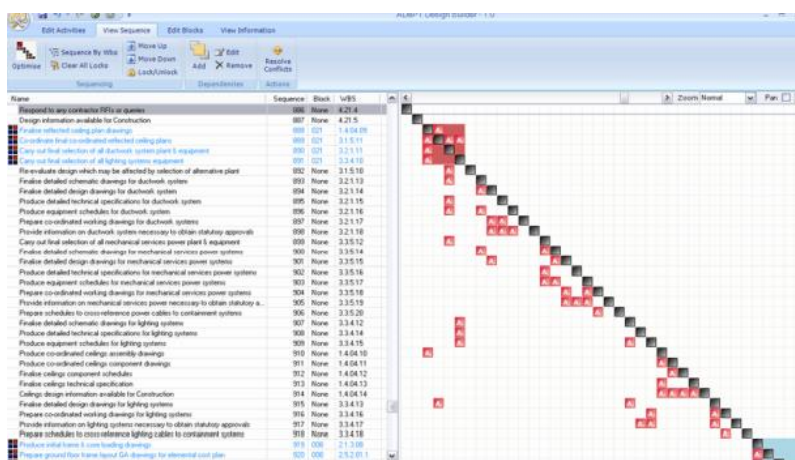 ADePT Design Builder - 1.0
Edit Activities View Sequence Edit Blocks View Information
Optimise Sequence By Wbs Clear All Locks Move Up Move Down Lock/Unlock Add Edit Remove Resolve Conflicts
Sequencing Dependencies Actions
Name Sequence Block WBS Zoom Normal Pan
Respond to any contractor RFIs or queries 886 None 4.21.4
Design information available for Construction 887 None 4.21.5
Finalise reflected ceiling plan drawings 888 021 1.4.04.09
Co-ordinate final co-ordinated reflected ceiling plans 889 021 3.1.5.11
Carry out final selection of all ductwork system plant & equipment 890 021 3.2.1.11
Carry out final selection of all lighting systems equipment 891 021 3.3.4.10
Re-evaluate design which may be affected by selection of alternative plant 892 None 3.1.5.10
Finalise detailed schematic drawings for ductwork system 893 None 3.2.1.13
Finalise detailed design drawings for ductwork system 894 None 3.2.1.14
Produce detailed technical specifications for ductwork system 895 None 3.2.1.15
Produce equipment schedules for ductwork system 896 None 3.2.1.16
Prepare co-ordinated working drawings for ductwork systems 897 None 3.2.1.17
Provide information on ductwork system necessary to obtain statutory approvals 898 None 3.2.1.18
Carry out final selection of all mechanical services power plant & equipment 899 None 3.3.5.12
Finalise detailed schematic drawings for mechanical services power systems 900 None 3.3.5.14
Finalise detailed design drawings for mechanical services power systems 901 None 3.3.5.15
Produce detailed technical specifications for mechanical services power systems 902 None 3.3.5.16
Produce equipment schedules for mechanical services power systems 903 None 3.3.5.17
Prepare co-ordinated working drawings for mechanical services power systems 904 None 3.3.5.18
Provide information on mechanical services power necessary to obtain statutory a... 905 None 3.3.5.19
Prepare schedules to cross-reference power cables to containment systems 906 None 3.3.5.20
Finalise detailed schematic drawings for lighting systems 907 None 3.3.4.12
Produce detailed technical specifications for lighting systems 908 None 3.3.4.14
Produce equipment schedules for lighting systems 909 None 3.3.4.15
Produce co-ordinated ceilings assembly drawings 910 None 1.4.04.10
Produce co-ordinated ceilings component drawings 911 None 1.4.04.11
Finalise ceilings component schedules 912 None 1.4.04.12
Finalise ceilings technical specification 913 None 1.4.04.13
Ceilings design information available for Construction 914 None 1.4.04.14
Finalise detailed design drawings for lighting systems 915 None 3.3.4.13
Prepare co-ordinated working drawings for lighting systems 916 None 3.3.4.16
Provide information on lighting systems necessary to obtain statutory approvals 917 None 3.3.4.17
Prepare schedules to cross-reference lighting cables to containment systems 918 None 3.3.4.18
Produce initial frame & core loading drawings 919 008 2.1.3.08
Prepare ground floor frame layout GA drawings for elemental cost plan 920 008 2.5.2.01.1